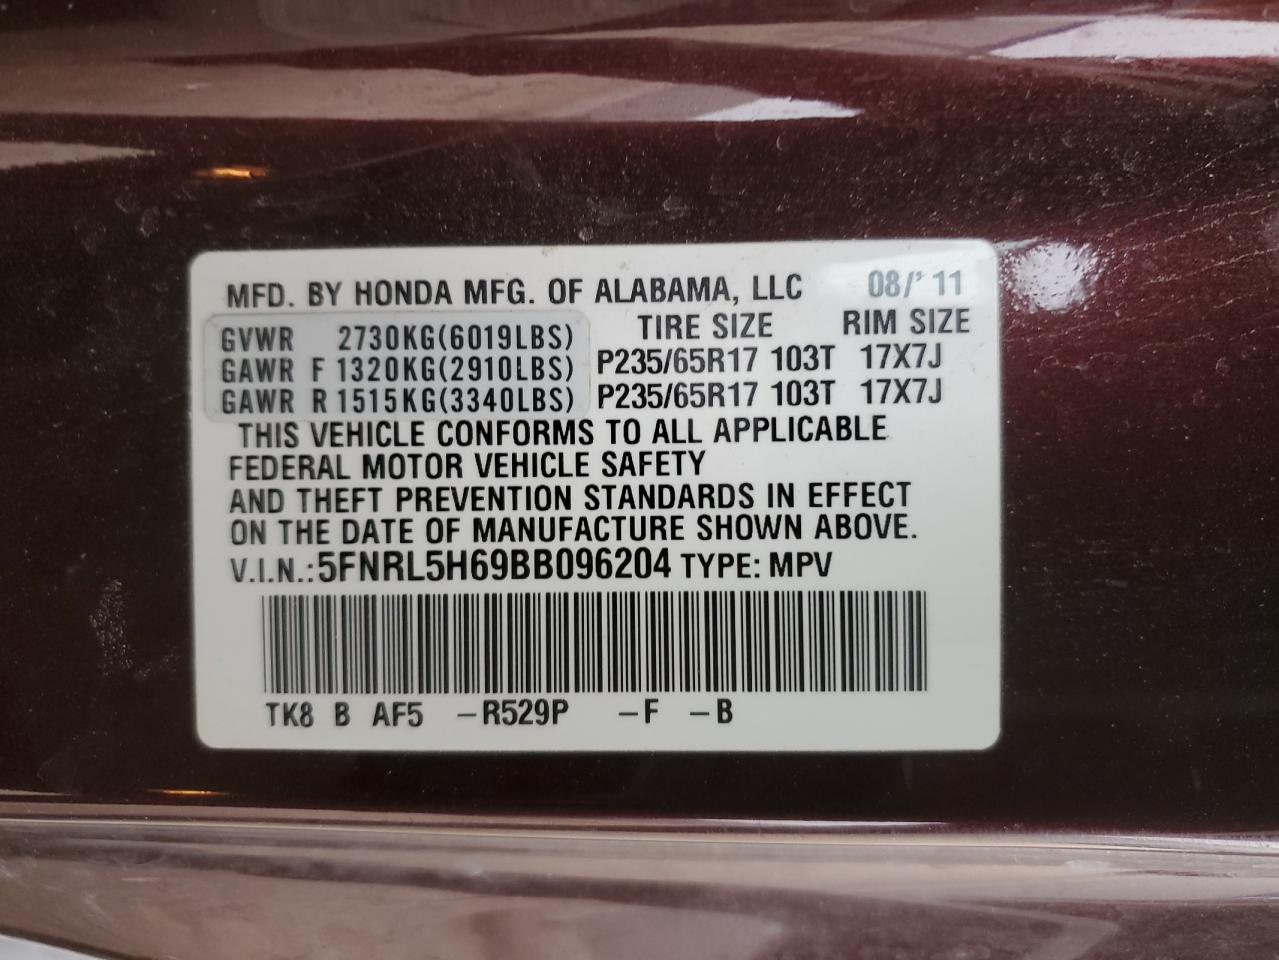 MFD. BY HONDA MFG. OF ALABAMA, LLC 08/'11
GVWR 2730KG(6019LBS) TIRE SIZE RIM SIZE
GAWR F 1320KG(2910LBS) P235/65R17 103T 17X7J
GAWR R 1515KG(3340LBS) P235/65R17 103T 17X7J
THIS VEHICLE CONFORMS TO ALL APPLICABLE
FEDERAL MOTOR VEHICLE SAFETY
AND THEFT PREVENTION STANDARDS IN EFFECT
ON THE DATE OF MANUFACTURE SHOWN ABOVE.
V.I.N.:5FNRL5H69BB096204 TYPE: MPV
TK8 B AF5 –R529P –F –B